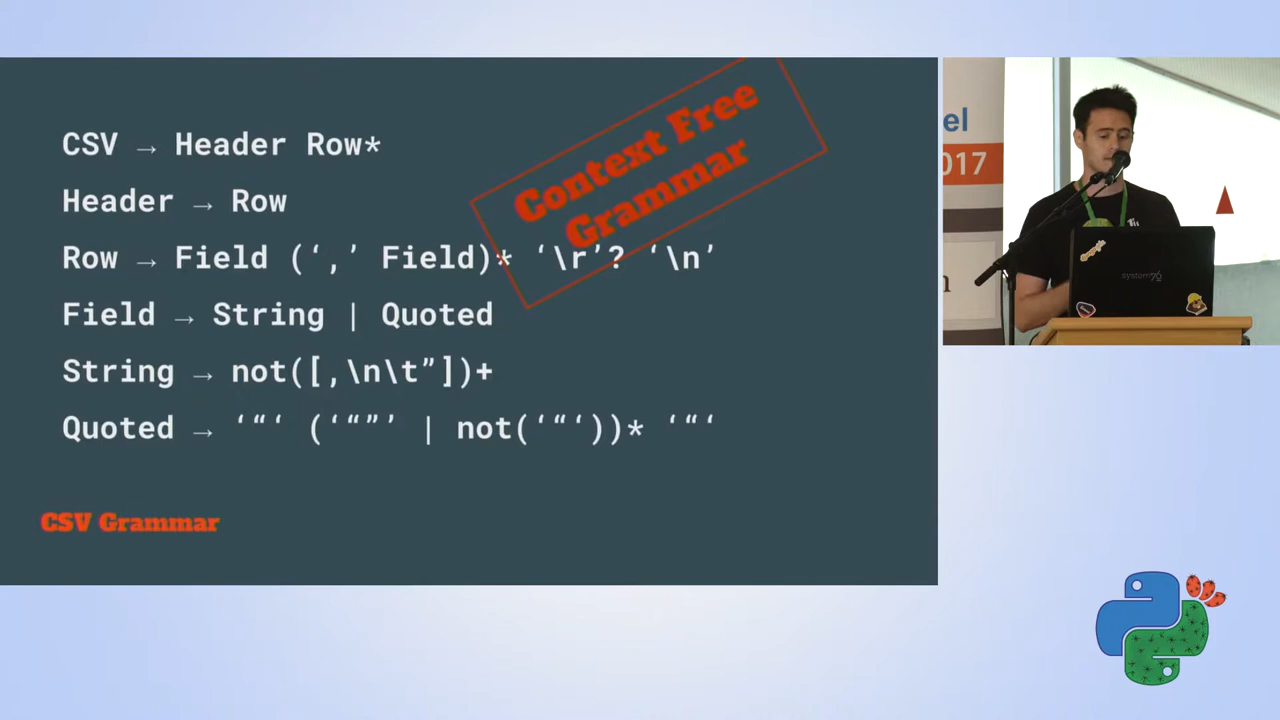 CSV → Header Row*
Header → Row
Row → Field (‘,’ Field)* ‘\r’? ‘\n’
Field → String | Quoted
String → not([,\n\t”])+
Quoted → ‘“‘ (‘“”’ | not(‘“‘))* ‘“‘
Context Free
Grammar
CSV Grammar
el
017
n
system76